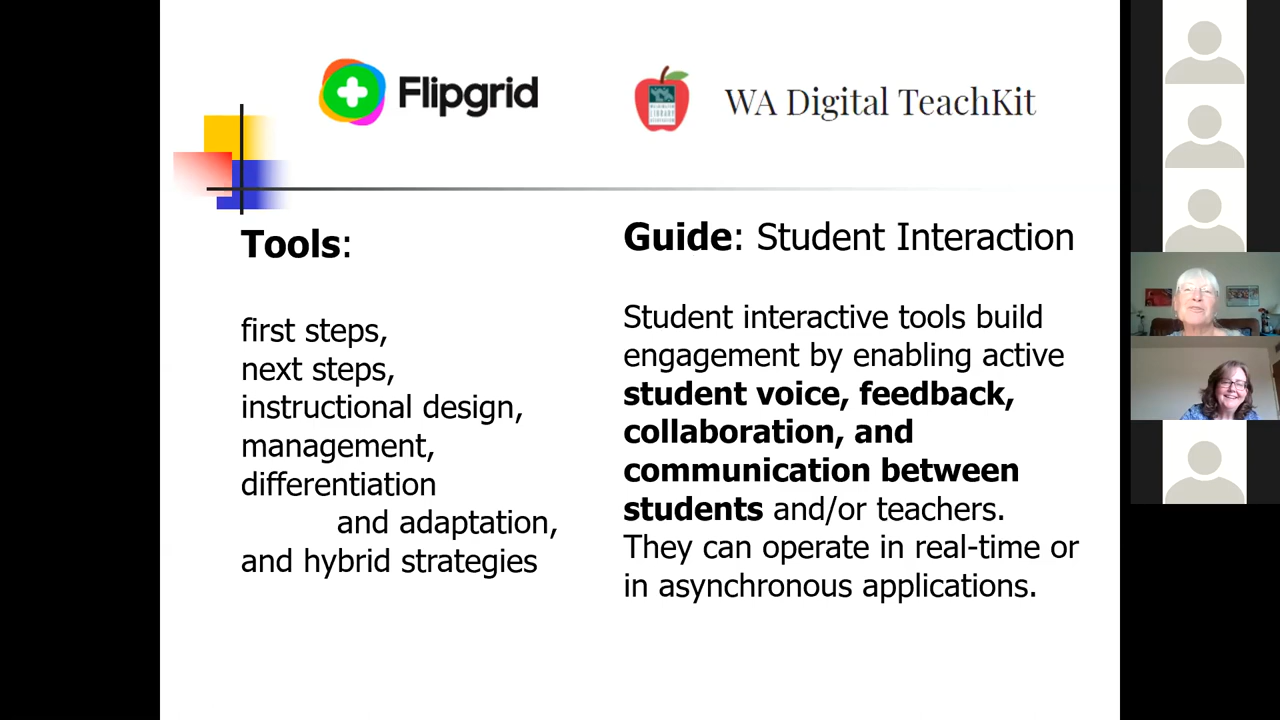 Flipgrid
WA Digital TeachKit
Tools:
first steps,
next steps,
instructional design,
management,
differentiation
and adaptation,
and hybrid strategies
Guide: Student Interaction
Student interactive tools build
engagement by enabling active
student voice, feedback,
collaboration, and
communication between
students and/or teachers.
They can operate in real-time or
in asynchronous applications.